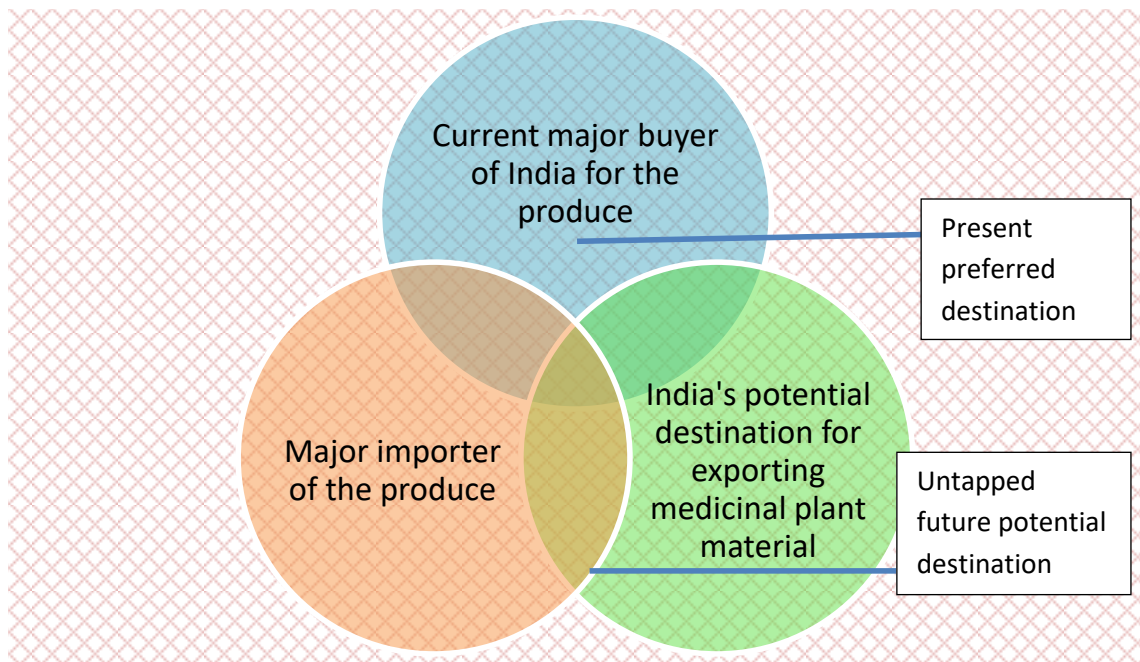 Current major buyer
of India for the
produce
Present
preferred
destination
Major importer
of the produce
India's potential
destination for
exporting
medicinal plant
material
Untapped
future potential
destination